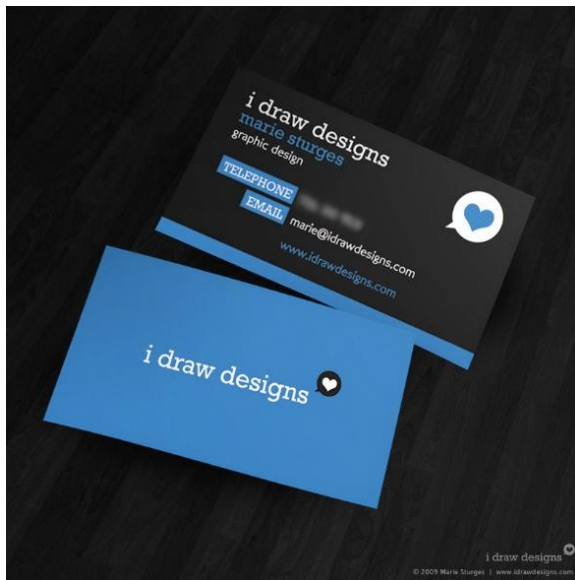 i draw designs
marie sturges
graphic design
TELEPHONE
EMAIL marie@idrawdesigns.com
www.idrawdesigns.com
i draw designs
i draw designs
© 2009 Marie Sturges | www.idrawdesigns.com